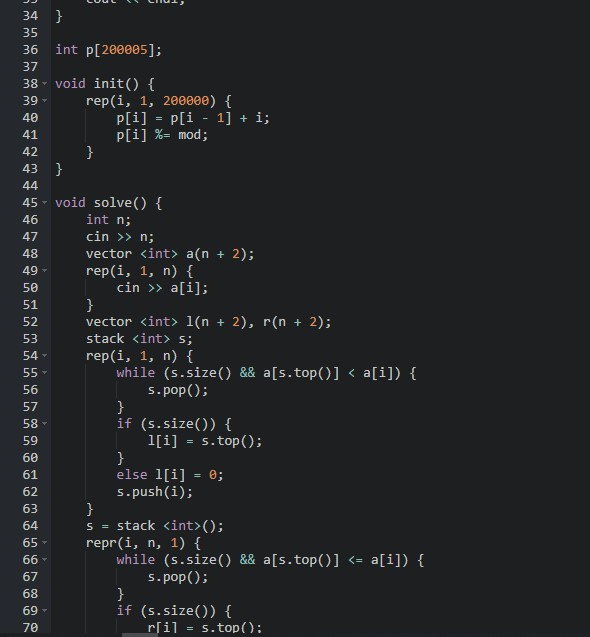 33 cout << endl;
34 }
35
36 int p[200005];
37
38 void init() {
39 rep(i, 1, 200000) {
40 p[i] = p[i - 1] + i;
41 p[i] %= mod;
42 }
43 }
44
45 void solve() {
46 int n;
47 cin >> n;
48 vector <int> a(n + 2);
49 rep(i, 1, n) {
50 cin >> a[i];
51 }
52 vector <int> l(n + 2), r(n + 2);
53 stack <int> s;
54 rep(i, 1, n) {
55 while (s.size() && a[s.top()] < a[i]) {
56 s.pop();
57 }
58 if (s.size()) {
59 l[i] = s.top();
60 }
61 else l[i] = 0;
62 s.push(i);
63 }
64 s = stack <int>();
65 repr(i, n, 1) {
66 while (s.size() && a[s.top()] <= a[i]) {
67 s.pop();
68 }
69 if (s.size()) {
70 r[i] = s.top();